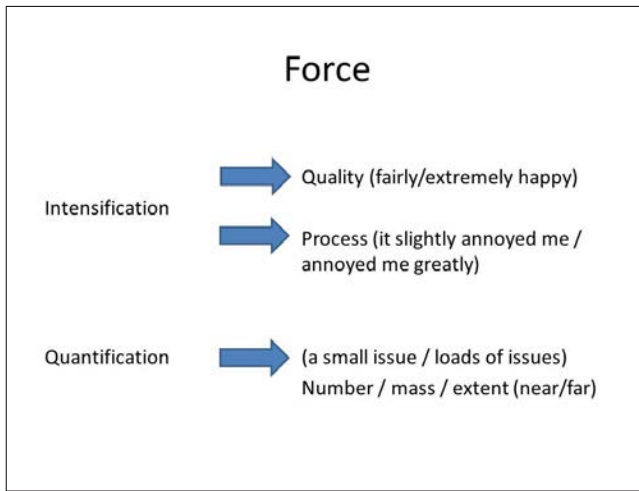 Force
Intensification
Quality (fairly/extremely happy)
Process (it slightly annoyed me /
annoyed me greatly)
Quantification
(a small issue / loads of issues)
Number / mass / extent (near/far)